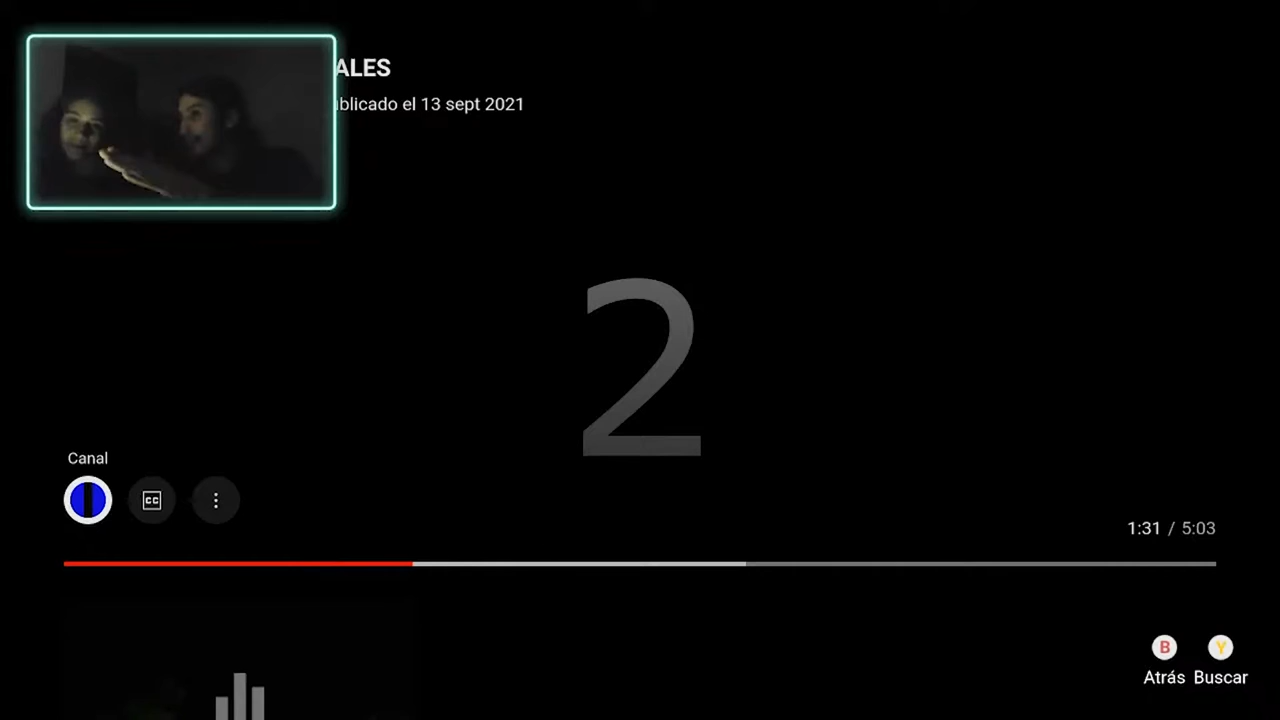 ALES
blicado el 13 sept 2021
2
Canal
CC
1:31 / 5:03
B Y
Atrás Buscar